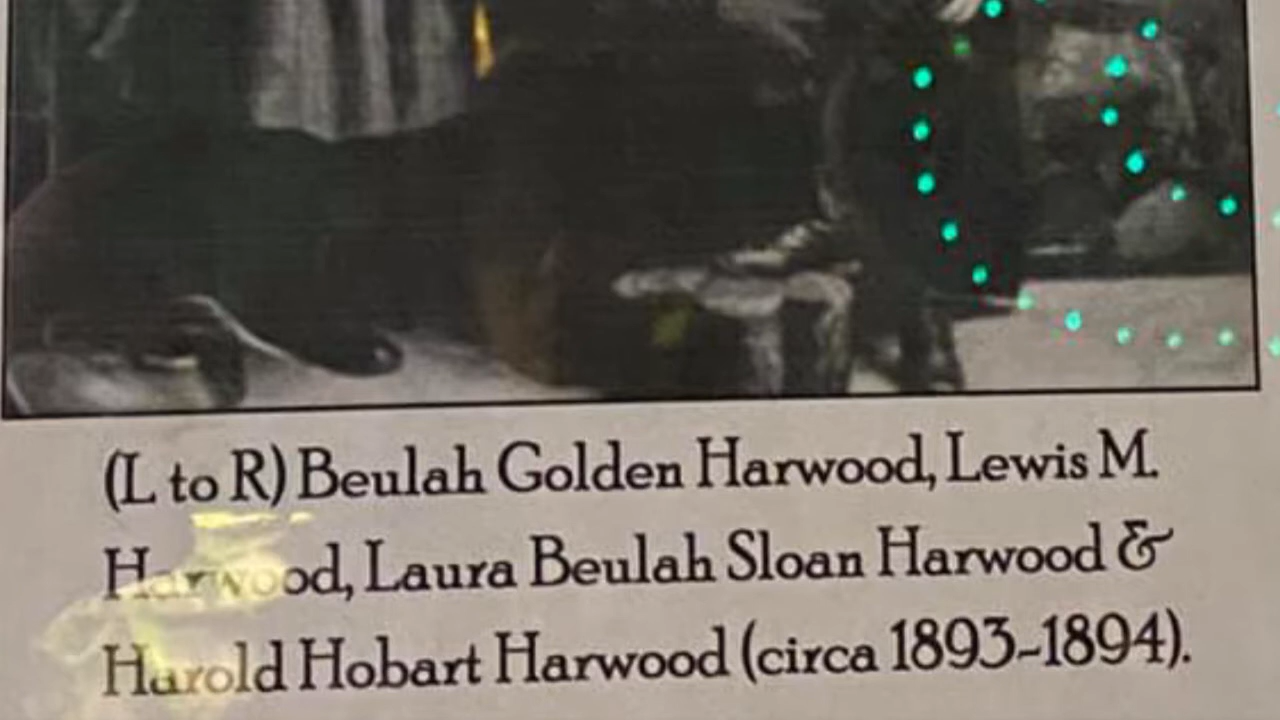 (L to R) Beulah Golden Harwood, Lewis M.
Harwood, Laura Beulah Sloan Harwood &
Harold Hobart Harwood (circa 1893-1894).